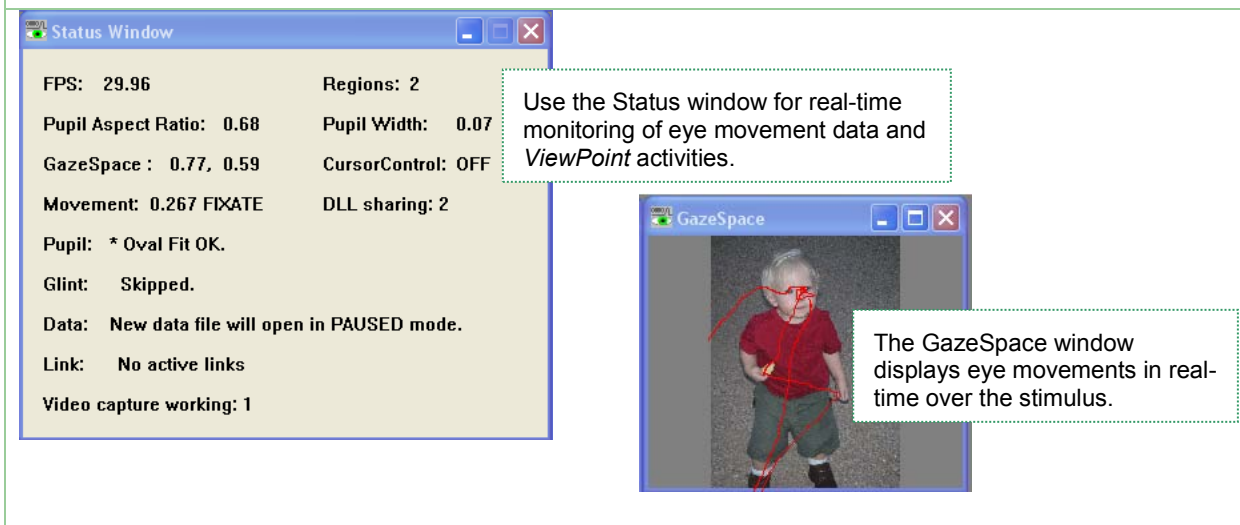 Status Window
FPS: 29.96 Regions: 2
Pupil Aspect Ratio: 0.68 Pupil Width: 0.07
GazeSpace : 0.77, 0.59 CursorControl: OFF
Movement: 0.267 FIXATE DLL sharing: 2
Pupil: * Oval Fit OK.
Glint: Skipped.
Data: New data file will open in PAUSED mode.
Link: No active links
Video capture working: 1
Use the Status window for real-time
monitoring of eye movement data and
ViewPoint activities.
GazeSpace
The GazeSpace window
displays eye movements in real-
time over the stimulus.